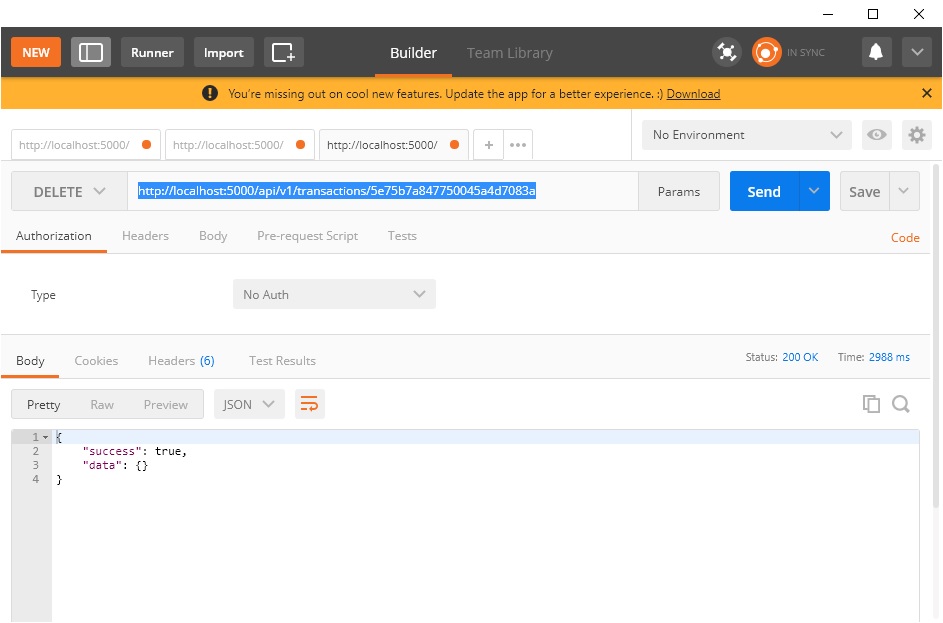 NEW Runner Import Builder Team Library IN SYNC
! You're missing out on cool new features. Update the app for a better experience. :) Download
http://localhost:5000/ http://localhost:5000/ http://localhost:5000/ + ••• No Environment
DELETE http://localhost:5000/api/v1/transactions/5e75b7a847750045a4d7083a Params Send Save
Authorization Headers Body Pre-request Script Tests Code
Type No Auth
Body Cookies Headers (6) Test Results Status: 200 OK Time: 2988 ms
Pretty Raw Preview JSON
1 {
2 "success": true,
3 "data": {}
4 }